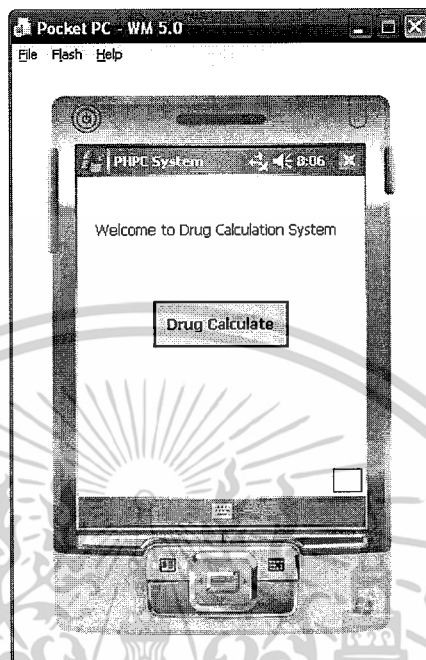 Pocket PC - WM 5.0
File Flash Help
PHPC System 8:06
Welcome to Drug Calculation System
Drug Calculate